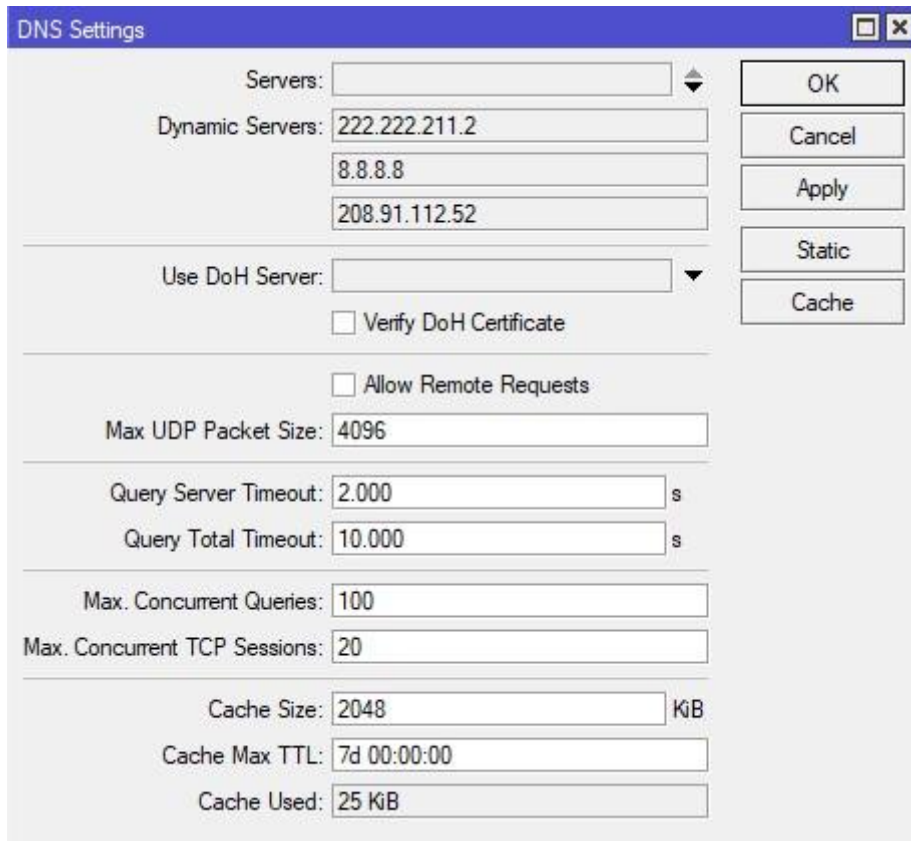 DNS Settings
Servers:
OK
Dynamic Servers: 222.222.211.2
Cancel
8.8.8.8
Apply
208.91.112.52
Static
Use DoH Server:
Cache
Verify DoH Certificate
Allow Remote Requests
Max UDP Packet Size: 4096
Query Server Timeout: 2.000 s
Query Total Timeout: 10.000 s
Max. Concurrent Queries: 100
Max. Concurrent TCP Sessions: 20
Cache Size: 2048 KiB
Cache Max TTL: 7d 00:00:00
Cache Used: 25 KiB